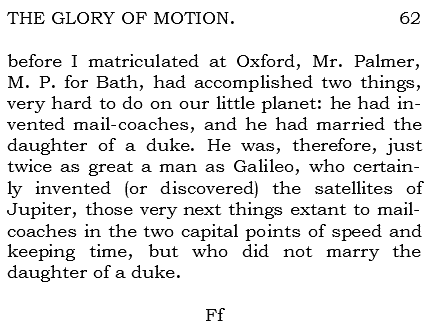 THE GLORY OF MOTION. 62
before I matriculated at Oxford, Mr. Palmer,
M. P. for Bath, had accomplished two things,
very hard to do on our little planet: he had in-
vented mail-coaches, and he had married the
daughter of a duke. He was, therefore, just
twice as great a man as Galileo, who certain-
ly invented (or discovered) the satellites of
Jupiter, those very next things extant to mail-
coaches in the two capital points of speed and
keeping time, but who did not marry the
daughter of a duke.
Ff